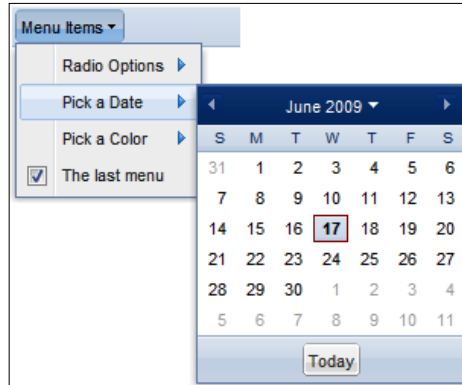 Menu Items
Radio Options
Pick a Date
Pick a Color
The last menu
June 2009
S M T W T F S
31 1 2 3 4 5 6
7 8 9 10 11 12 13
14 15 16 17 18 19 20
21 22 23 24 25 26 27
28 29 30 1 2 3 4
5 6 7 8 9 10 11
Today